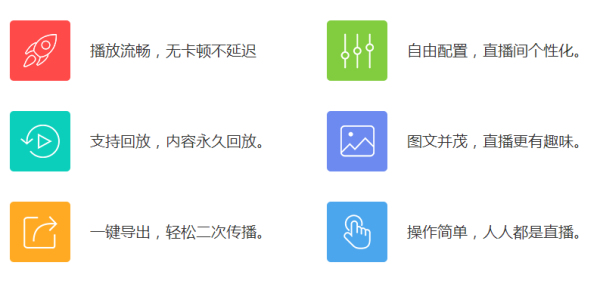 播放流畅，无卡顿不延迟
自由配置，直播间个性化。
支持回放，内容永久回放。
图文并茂，直播更有趣味。
一键导出，轻松二次传播。
操作简单，人人都是直播。